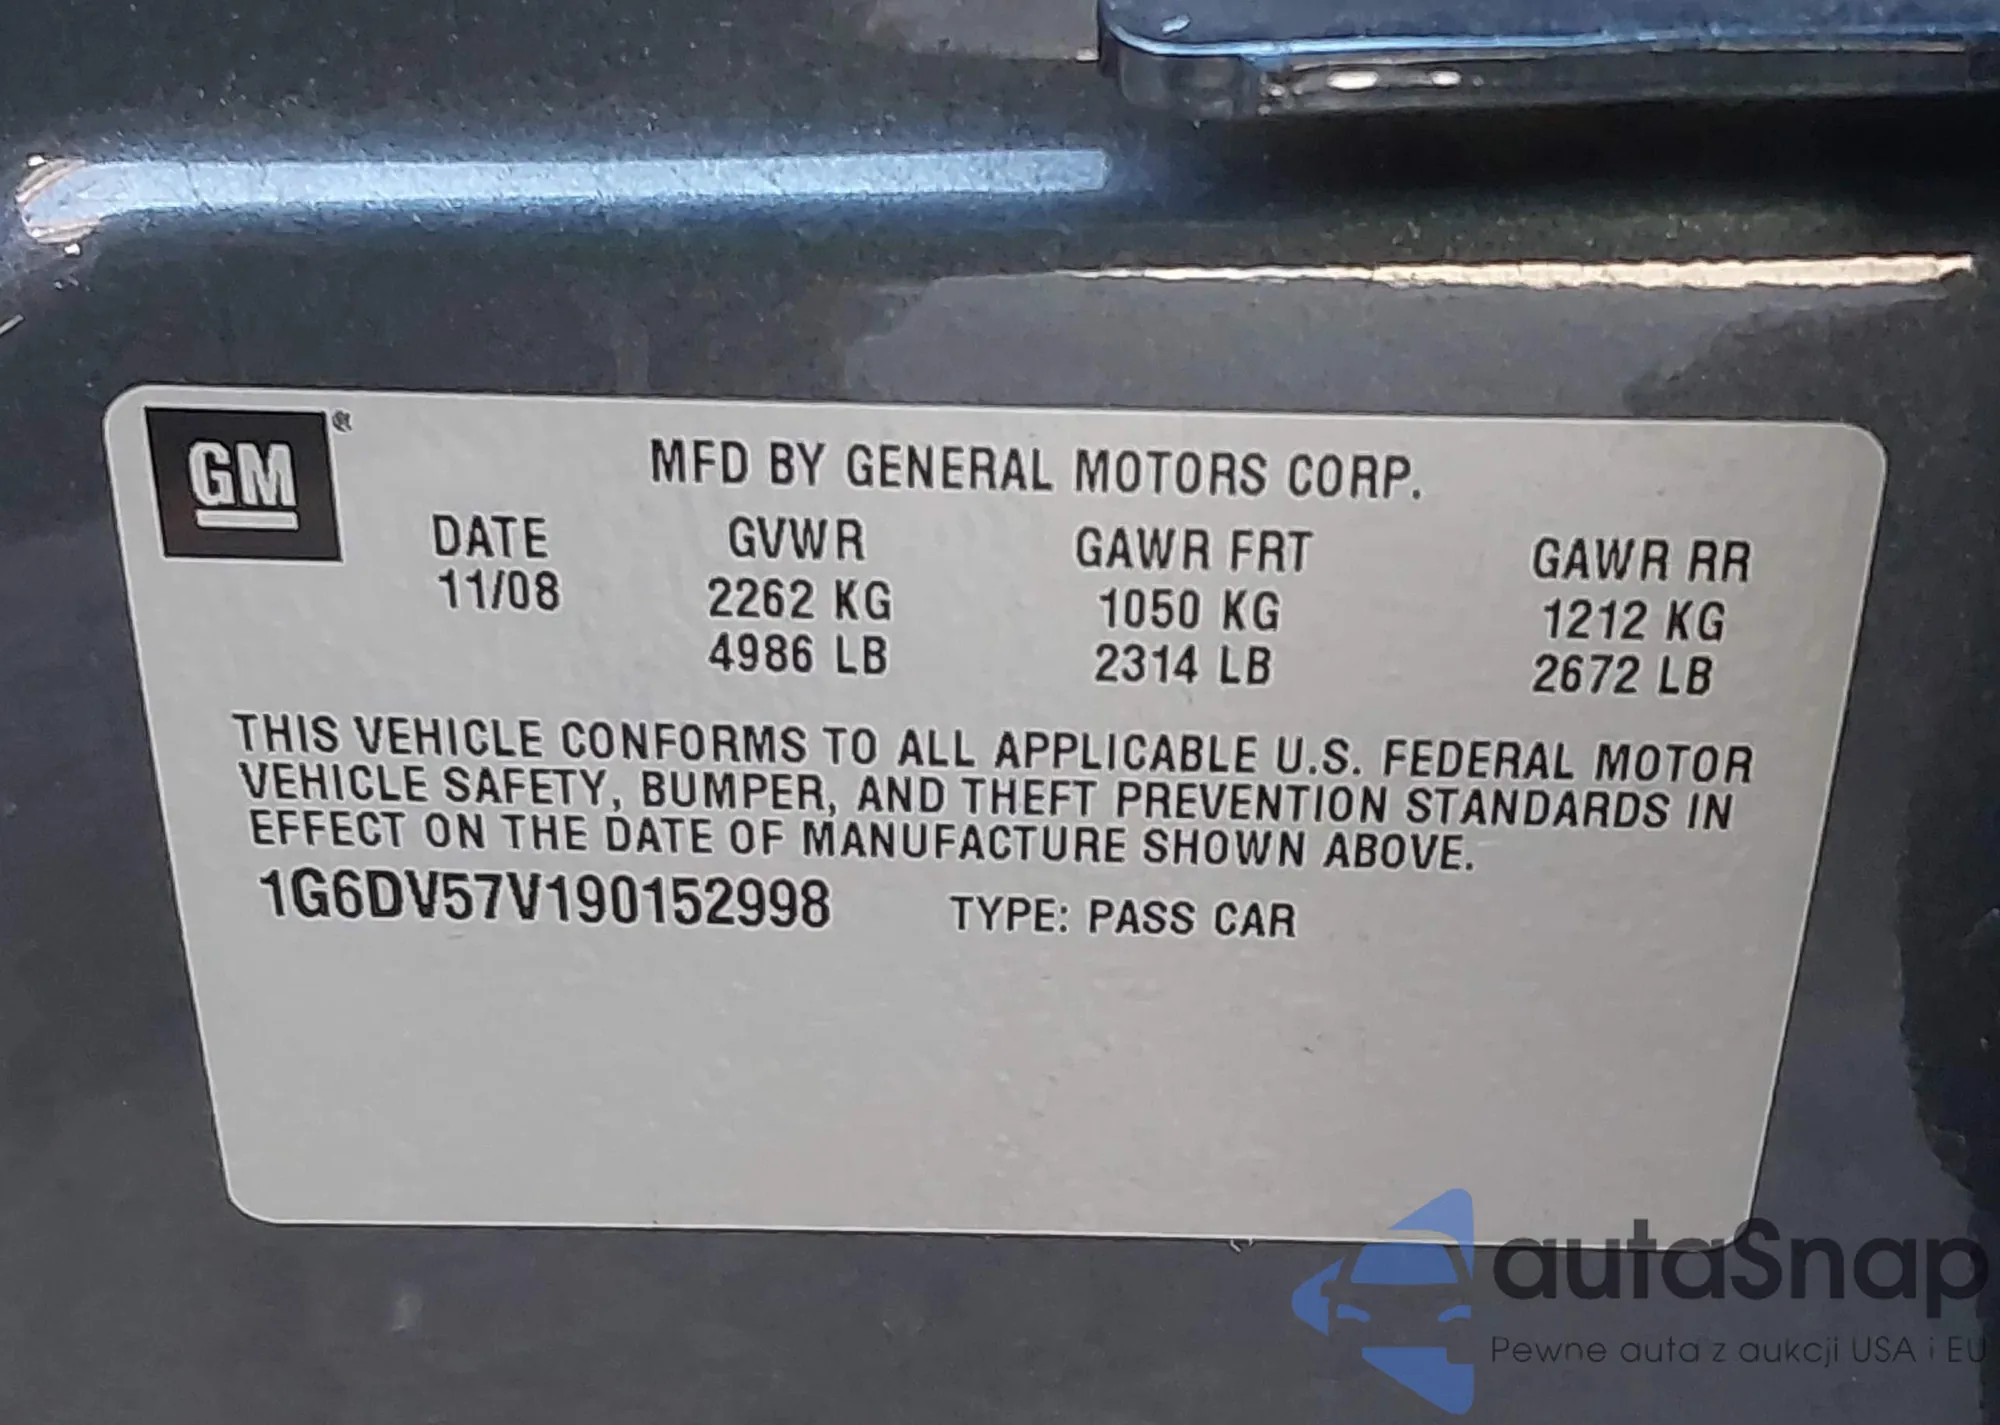 GM®
MFD BY GENERAL MOTORS CORP.
DATE GVWR GAWR FRT GAWR RR
11/08 2262 KG 1050 KG 1212 KG
4986 LB 2314 LB 2672 LB
THIS VEHICLE CONFORMS TO ALL APPLICABLE U.S. FEDERAL MOTOR
VEHICLE SAFETY, BUMPER, AND THEFT PREVENTION STANDARDS IN
EFFECT ON THE DATE OF MANUFACTURE SHOWN ABOVE.
1G6DV57V190152998 TYPE: PASS CAR
autaSnap
Pewne auta z aukcji USA i EU